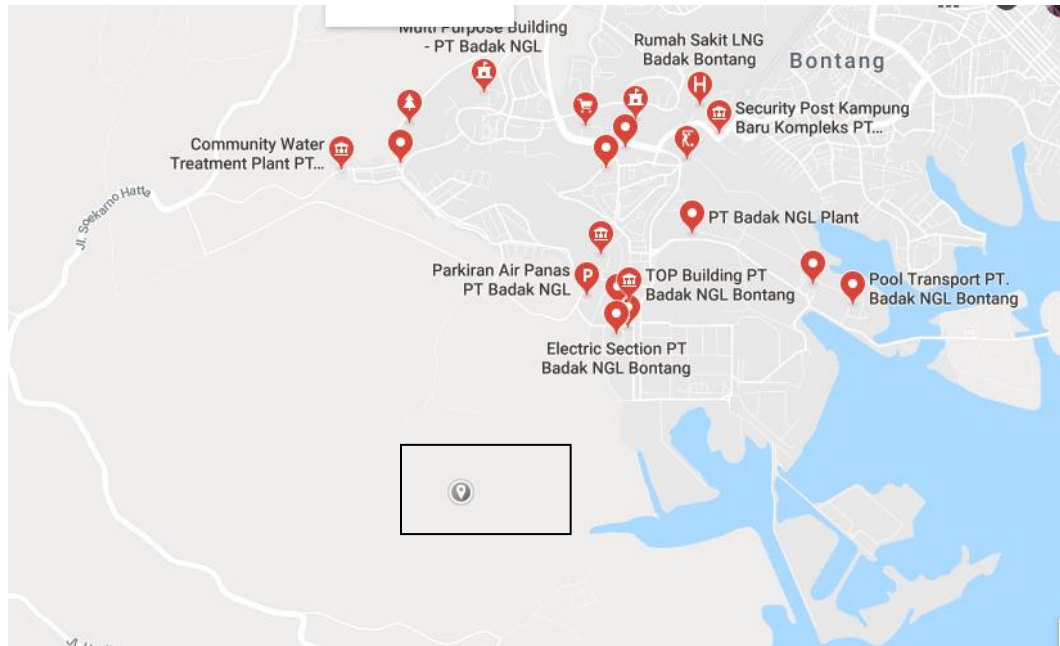 Multi Purpose Building
- PT Badak NGL
Rumah Sakit LNG
Badak Bontang
Bontang
Security Post Kampung
Baru Kompleks PT...
Community Water
Treatment Plant PT...
H
Jl. Soekarno Hatta
PT Badak NGL Plant
Parkiran Air Panas
PT Badak NGL
P
TOP Building PT
Badak NGL Bontang
Pool Transport PT.
Badak NGL Bontang
Electric Section PT
Badak NGL Bontang